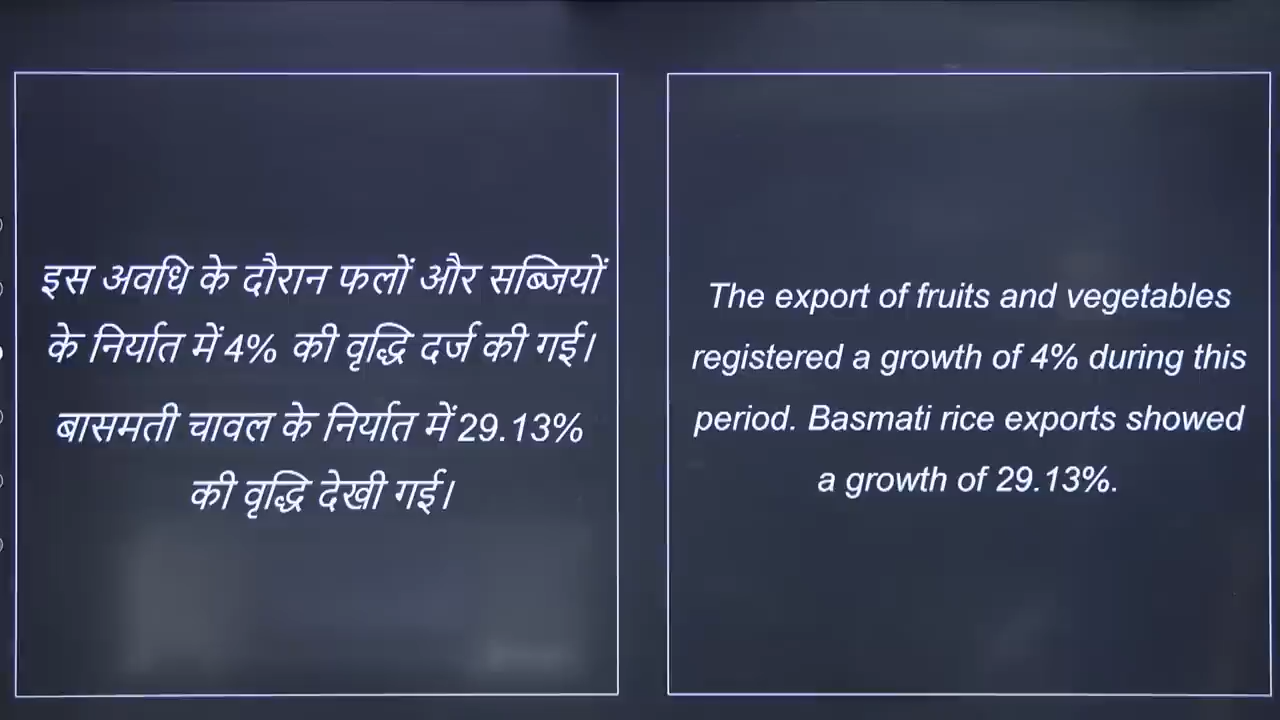 इस अवधि के दौरान फलों और सब्जियों
के निर्यात में 4% की वृद्धि दर्ज की गई।
बासमती चावल के निर्यात में 29.13%
की वृद्धि देखी गई।
The export of fruits and vegetables
registered a growth of 4% during this
period. Basmati rice exports showed
a growth of 29.13%.